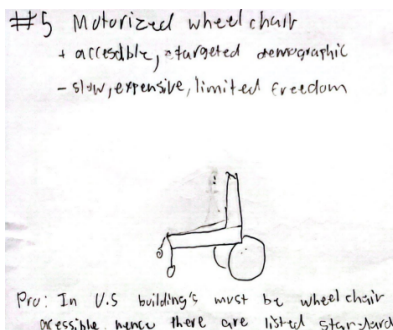 #5 Motorized wheelchair
+ accessible, targeted demographic
- slow, expensive, limited freedom
Pro: In U.S building's must be wheelchair
accessible hence there are listed standard